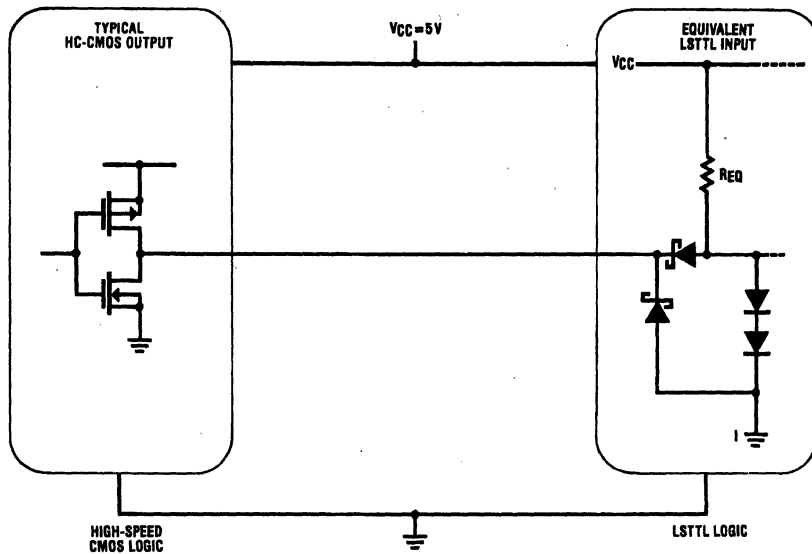 TYPICAL
HC-CMOS OUTPUT
VCC=5V
EQUIVALENT
LSTTL INPUT
VCC
REQ
HIGH-SPEED
CMOS LOGIC
LSTTL LOGIC